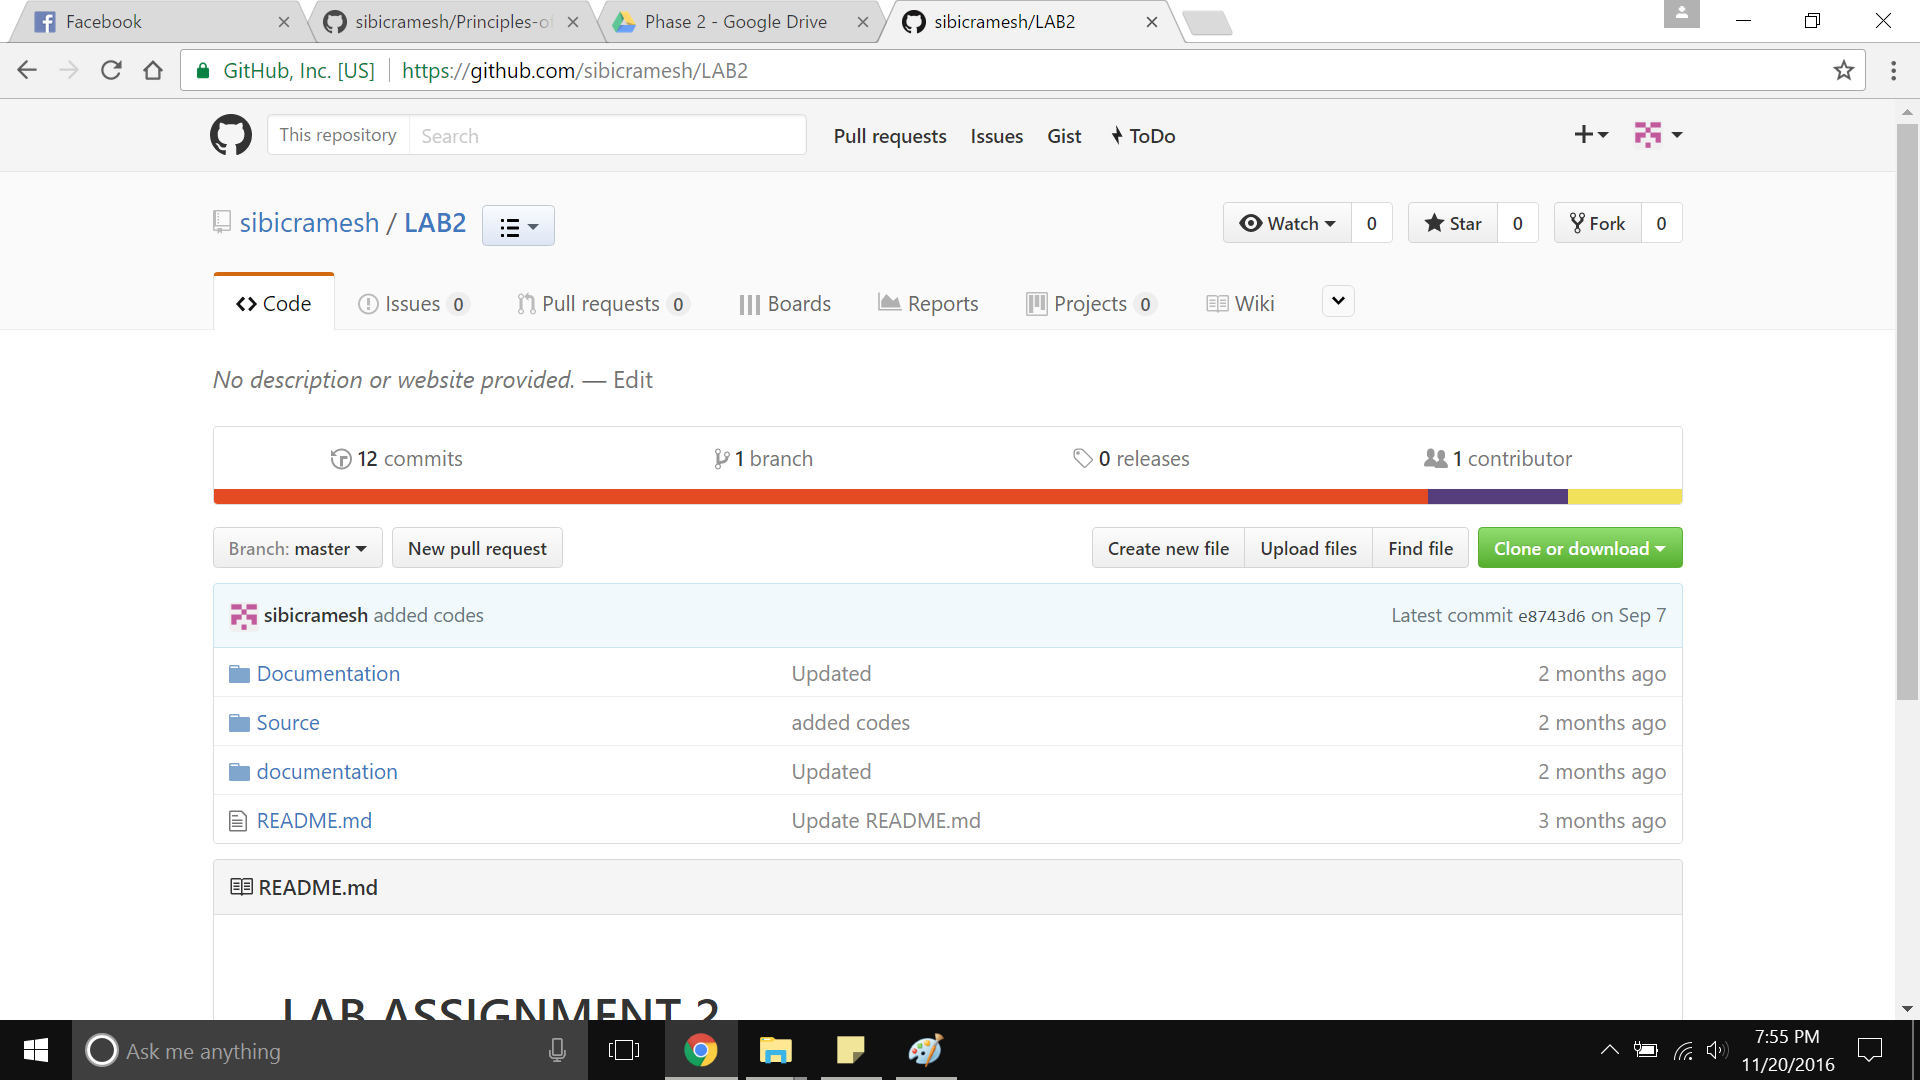 Facebook
sibicramesh/Principles-of
Phase 2 - Google Drive
sibicramesh/LAB2
GitHub, Inc. [US]
https://github.com/sibicramesh/LAB2
This repository
Search
Pull requests
Issues
Gist
ToDo
sibicramesh / LAB2
Watch
0
Star
0
Fork
0
Code
Issues 0
Pull requests 0
Boards
Reports
Projects 0
Wiki
No description or website provided. — Edit
12 commits
1 branch
0 releases
1 contributor
Branch: master
New pull request
Create new file
Upload files
Find file
Clone or download
sibicramesh added codes
Latest commit e8743d6 on Sep 7
Documentation
Updated
2 months ago
Source
added codes
2 months ago
documentation
Updated
2 months ago
README.md
Update README.md
3 months ago
README.md
LAB ASSIGNMENT 2
Ask me anything
7:55 PM
11/20/2016